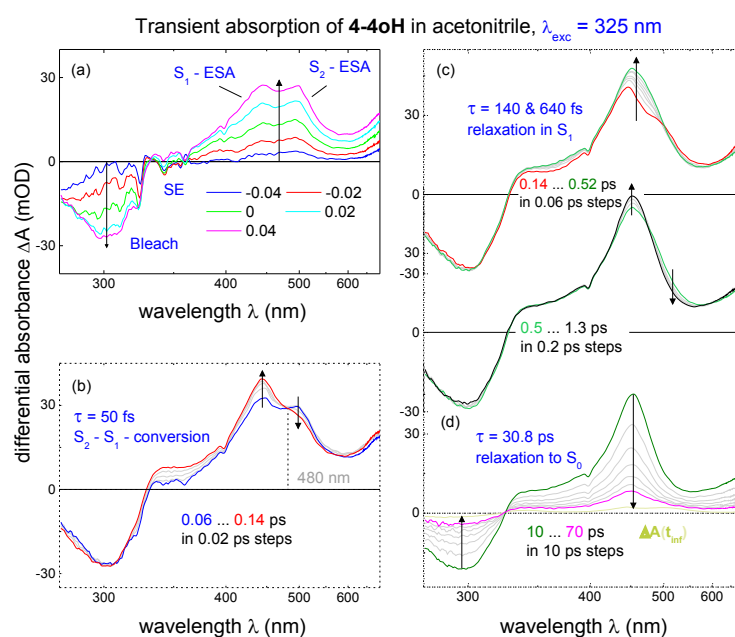 Transient absorption of 4-4oH in acetonitrile, λexc = 325 nm
differential absorbance ΔA (mOD)
(a)
S1 - ESA
S2 - ESA
SE
Bleach
-0.04
-0.02
0
0.02
0.04
30
0
-30
300
400
500
600
wavelength λ (nm)
(b)
τ = 50 fs
S2 - S1 - conversion
480 nm
0.06 ... 0.14 ps
in 0.02 ps steps
30
0
-30
300
400
500
600
wavelength λ (nm)
(c)
τ = 140 & 640 fs
relaxation in S1
0.14 ... 0.52 ps
in 0.06 ps steps
30
0
-30
30
0.5 ... 1.3 ps
in 0.2 ps steps
0
-30
30
(d)
τ = 30.8 ps
relaxation to S0
10 ... 70 ps
in 10 ps steps
ΔA(tinf)
0
-30
300
400
500
600
wavelength λ (nm)